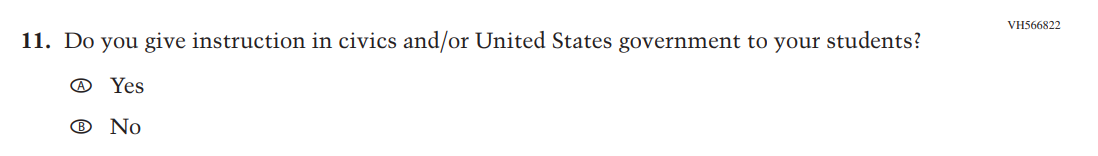 VH566822
11. Do you give instruction in civics and/or United States government to your students?
Ⓐ Yes
Ⓑ No